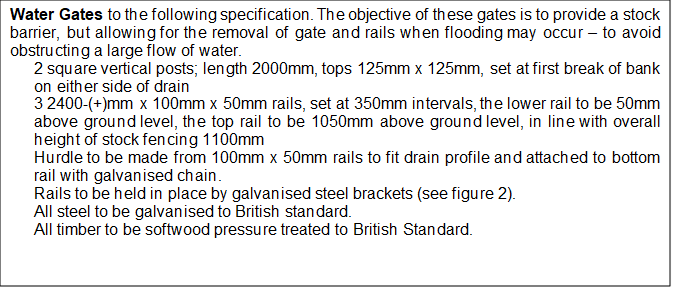 Water Gates to the following specification. The objective of these gates is to provide a stock
barrier, but allowing for the removal of gate and rails when flooding may occur – to avoid
obstructing a large flow of water.
2 square vertical posts; length 2000mm, tops 125mm x 125mm, set at first break of bank
on either side of drain
3 2400-(+)mm x 100mm x 50mm rails, set at 350mm intervals, the lower rail to be 50mm
above ground level, the top rail to be 1050mm above ground level, in line with overall
height of stock fencing 1100mm
Hurdle to be made from 100mm x 50mm rails to fit drain profile and attached to bottom
rail with galvanised chain.
Rails to be held in place by galvanised steel brackets (see figure 2).
All steel to be galvanised to British standard.
All timber to be softwood pressure treated to British Standard.